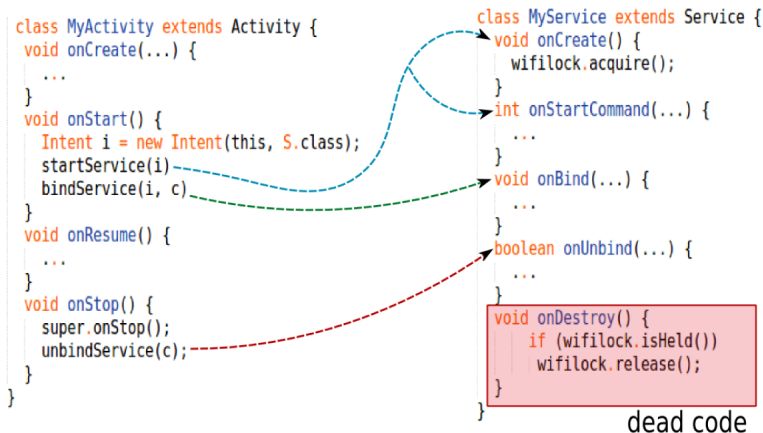 class MyActivity extends Activity {
void onCreate(...) {
...
}
void onStart() {
Intent i = new Intent(this, S.class);
startService(i)
bindService(i, c)
}
void onResume() {
...
}
void onStop() {
super.onStop();
unbindService(c);
}
}
class MyService extends Service {
void onCreate() {
wifilock.acquire();
}
int onStartCommand(...) {
...
}
void onBind(...) {
...
}
boolean onUnbind(...) {
...
}
void onDestroy() {
if (wifilock.isHeld())
wifilock.release();
}
}
dead code